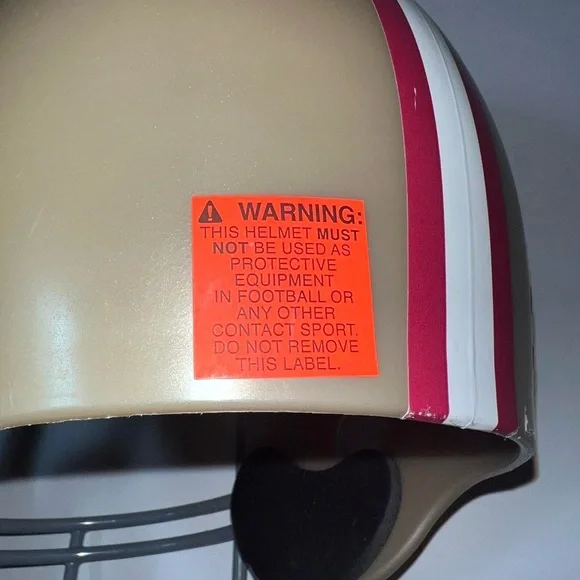 ⚠ WARNING:
THIS HELMET MUST
NOT BE USED AS
PROTECTIVE
EQUIPMENT
IN FOOTBALL OR
ANY OTHER
CONTACT SPORT.
DO NOT REMOVE
THIS LABEL.